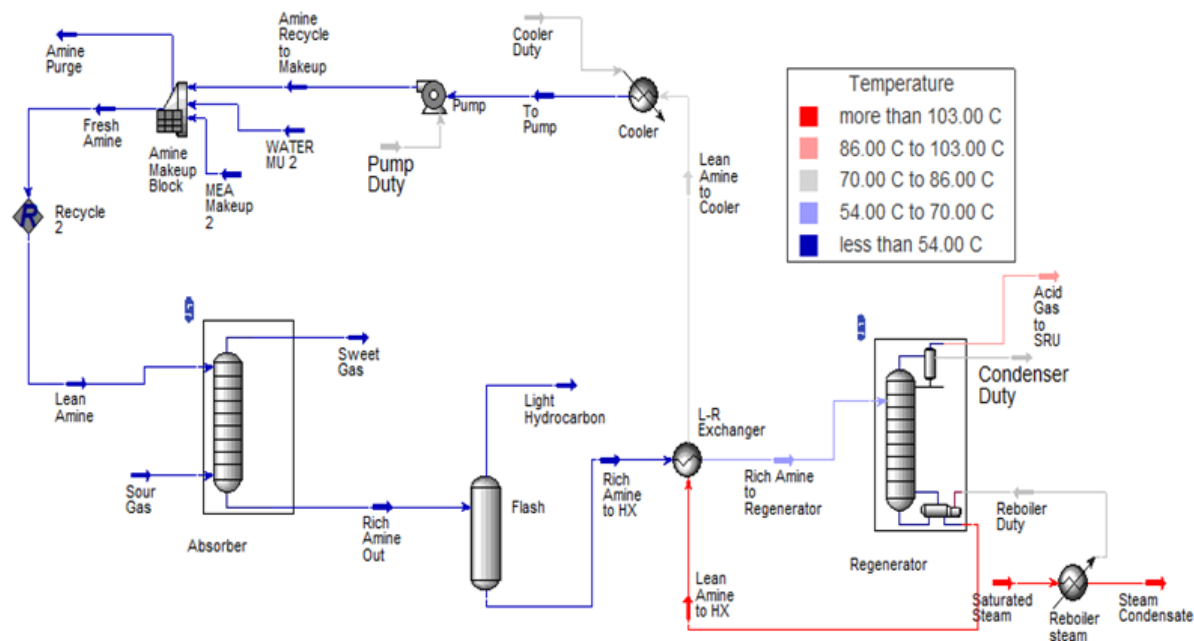 Amine
Purge
Amine
Recycle
to
Makeup
Cooler
Duty
Fresh
Amine
Amine
Makeup
Block
WATER
MU 2
MEA
Makeup
2
Pump
Pump
Duty
To
Pump
Cooler
Lean
Amine
to
Cooler
Temperature
more than 103.00 C
86.00 C to 103.00 C
70.00 C to 86.00 C
54.00 C to 70.00 C
less than 54.00 C
R
Recycle
2
Lean
Amine
Sour
Gas
Sweet
Gas
Absorber
Rich
Amine
Out
Light
Hydrocarbon
Flash
Rich
Amine
to HX
L-R
Exchanger
Rich Amine
to
Regenerator
Lean
Amine
to HX
Acid
Gas
to
SRU
Condenser
Duty
Reboiler
Duty
Regenerator
Saturated
Steam
Reboiler
steam
Steam
Condensate